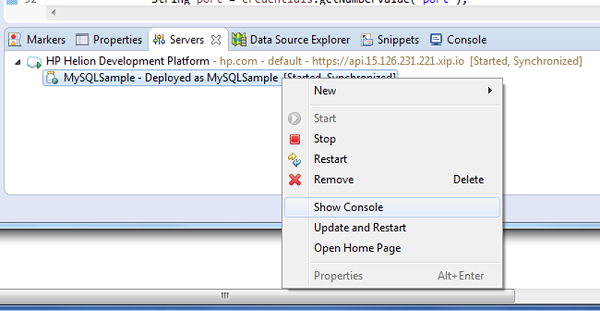 String port = credentials.getNumberValue("port");
Markers Properties Servers Data Source Explorer Snippets Console
HP Helion Development Platform - hp.com - default - https://api.15.126.231.221.xip.io [Started, Synchronized]
MySQLSample - Deployed as MySQLSample [Started, Synchronized]
New
Start
Stop
Restart
Remove Delete
Show Console
Update and Restart
Open Home Page
Properties Alt+Enter